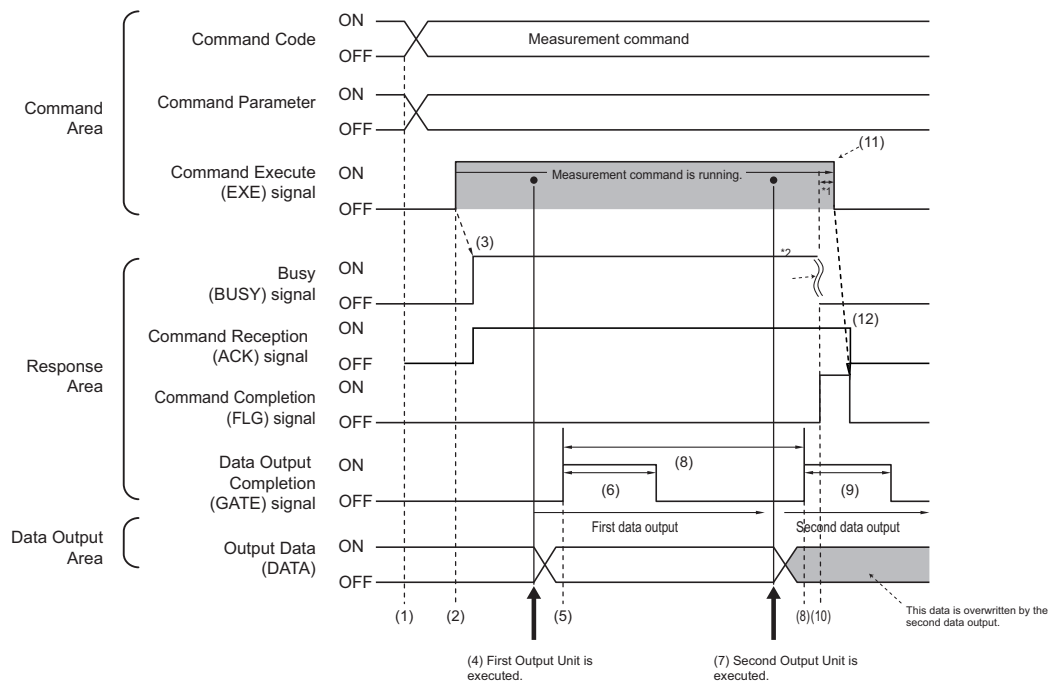 ON
Command Code
Measurement command
OFF
ON
Command Parameter
OFF
Command
Area
(11)
Command Execute
(EXE) signal
ON
Measurement command is running.
*1
OFF
(3)
*2
ON
Busy
(BUSY) signal
OFF
ON
Command Reception
(ACK) signal
(12)
OFF
Response
Area
ON
Command Completion
(FLG) signal
OFF
Data Output
Completion
(GATE) signal
ON
(8)
(6)
(9)
OFF
First data output
Second data output
Data Output
Area
Output Data
(DATA)
ON
OFF
(1)
(2)
(5)
(8)
(10)
This data is overwritten by the
second data output.
(4) First Output Unit is
executed.
(7) Second Output Unit is
executed.